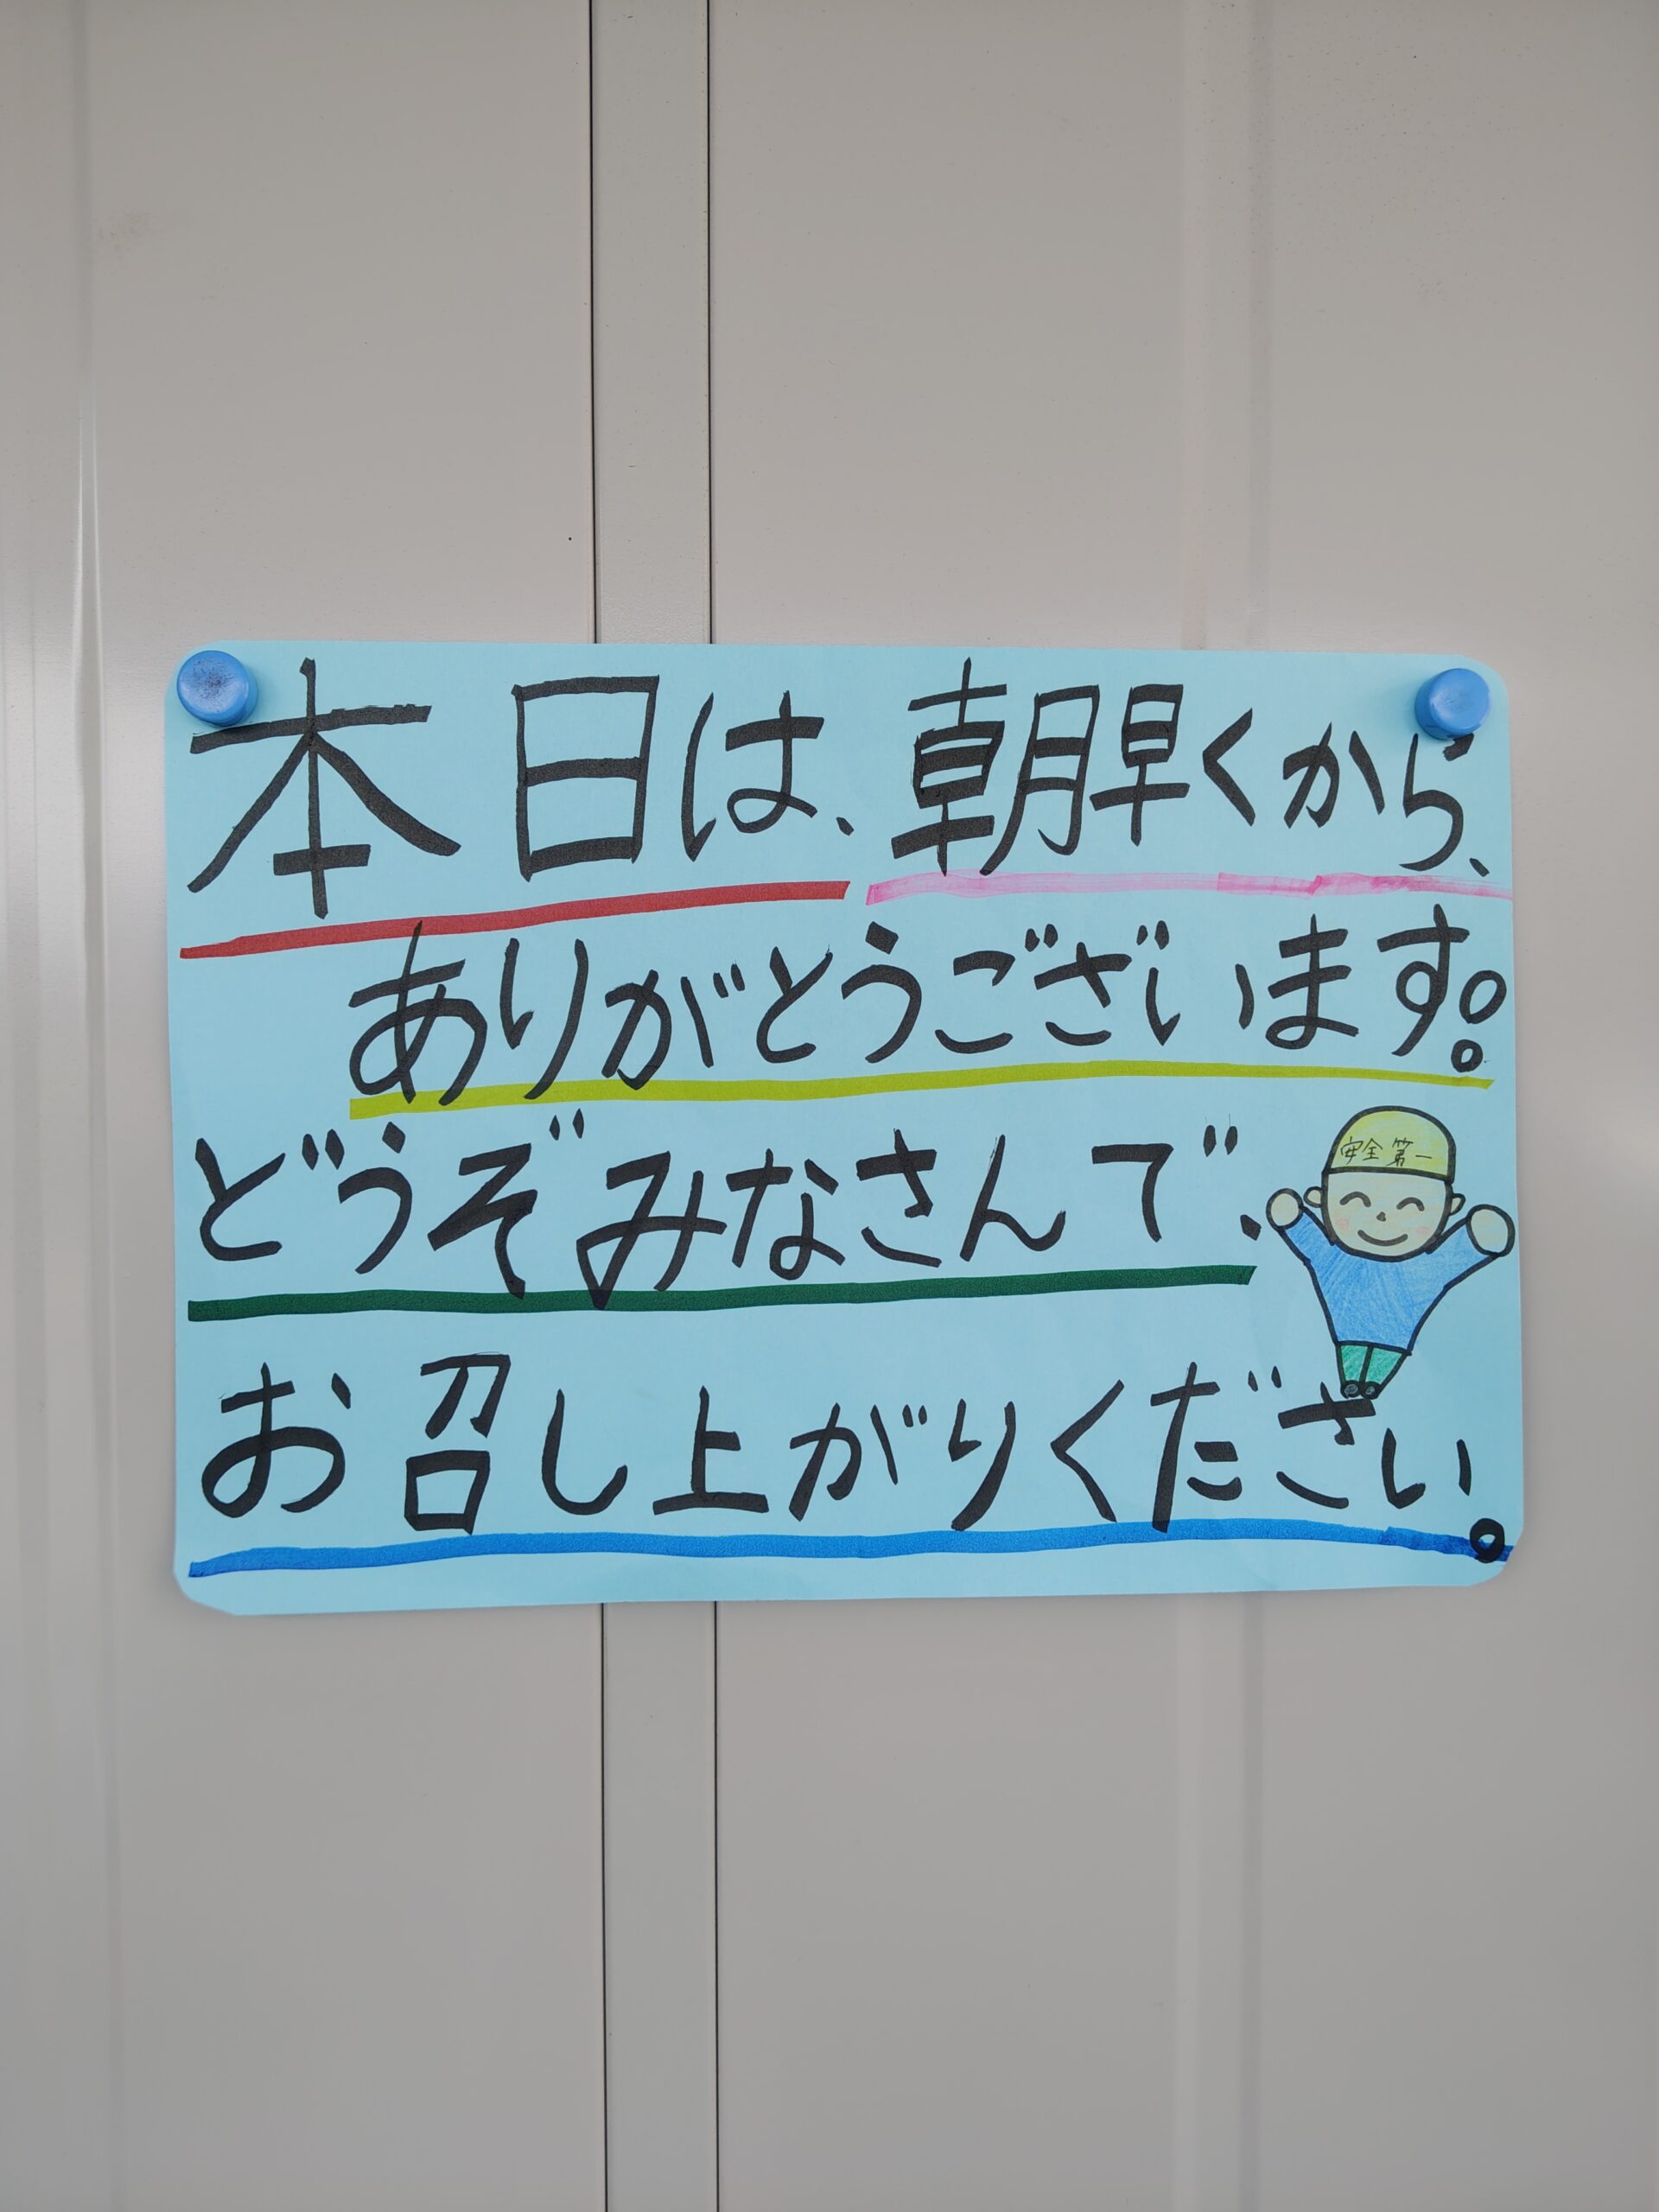 本日は、朝早くから、
ありがとうございます。
どうぞみなさんで、
安全第一
お召し上がりください。